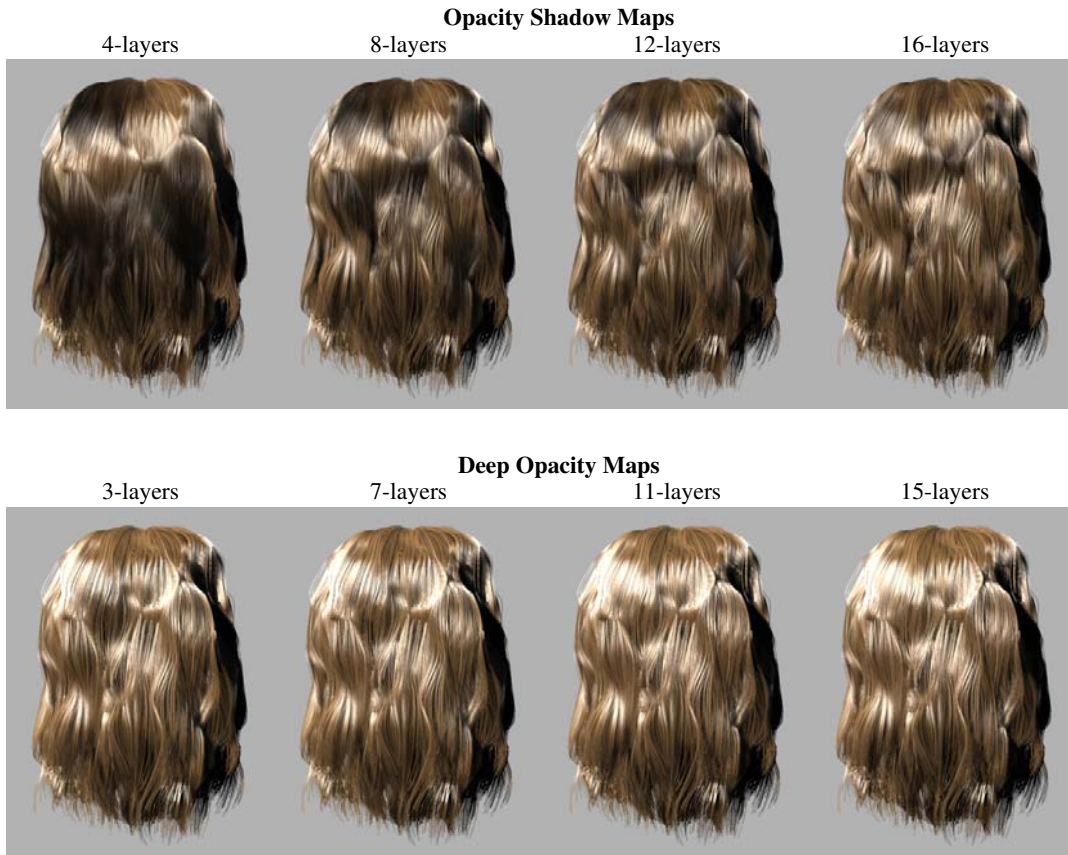 Opacity Shadow Maps
4-layers 8-layers 12-layers 16-layers
Deep Opacity Maps
3-layers 7-layers 11-layers 15-layers